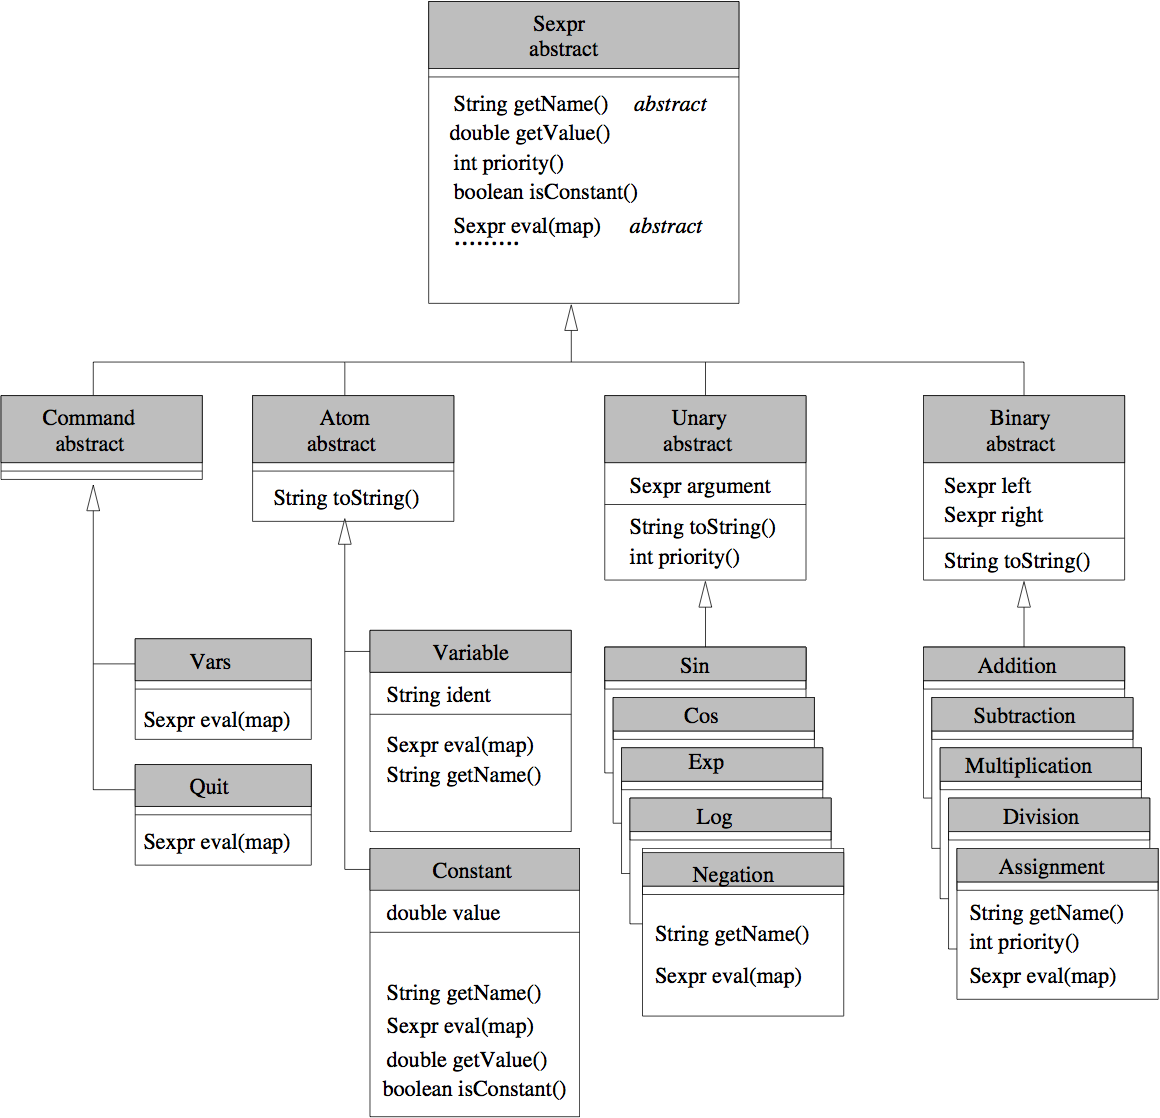 Sexpr
abstract
String getName() abstract
double getValue()
int priority()
boolean isConstant()
Sexpr eval(map) abstract
.........
Command
abstract
Atom
abstract
String toString()
Unary
abstract
Sexpr argument
String toString()
int priority()
Binary
abstract
Sexpr left
Sexpr right
String toString()
Vars
Sexpr eval(map)
Quit
Sexpr eval(map)
Variable
String ident
Sexpr eval(map)
String getName()
Constant
double value
String getName()
Sexpr eval(map)
double getValue()
boolean isConstant()
Sin
Cos
Exp
Log
Negation
String getName()
Sexpr eval(map)
Addition
Subtraction
Multiplication
Division
Assignment
String getName()
int priority()
Sexpr eval(map)